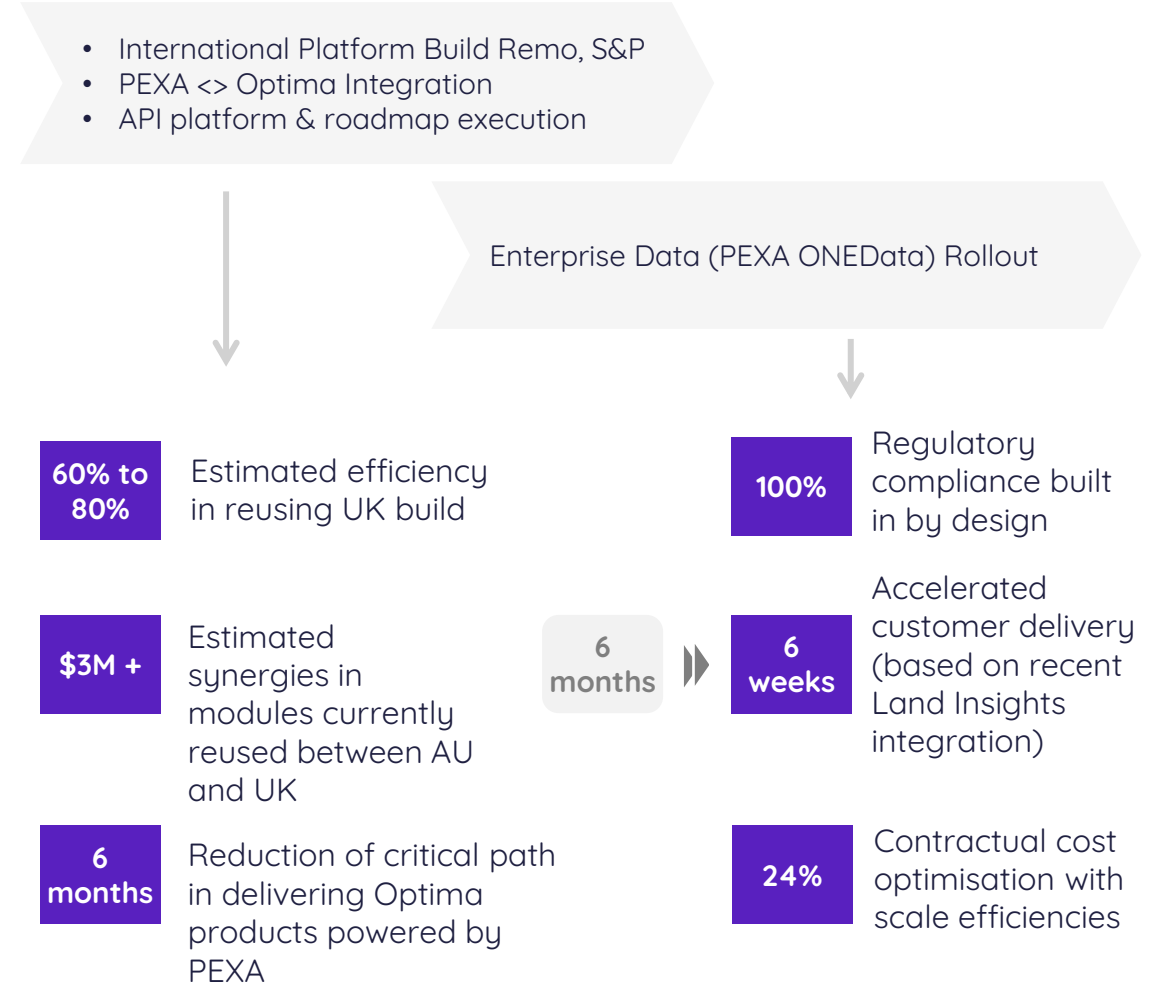 • International Platform Build Remo, S&P
• PEXA <> Optima Integration
• API platform & roadmap execution
Enterprise Data (PEXA ONEData) Rollout
60% to
80%
Estimated efficiency
in reusing UK build
$3M +
Estimated
synergies in
modules currently
reused between AU
and UK
6
months
Reduction of critical path
in delivering Optima
products powered by
PEXA
100%
Regulatory
compliance built
in by design
6
months
6
weeks
Accelerated
customer delivery
(based on recent
Land Insights
integration)
24%
Contractual cost
optimisation with
scale efficiencies